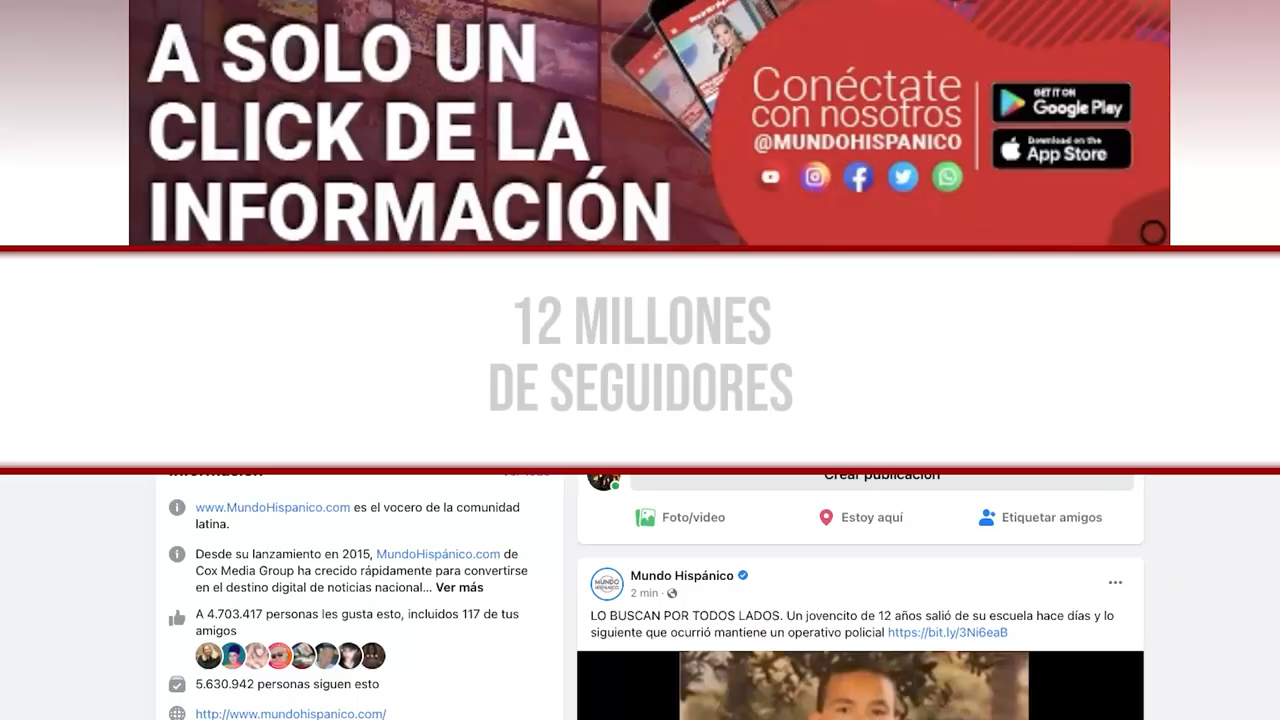 A SOLO UN
CLICK DE LA
INFORMACIÓN
Conéctate
con nosotros
@MUNDOHISPANICO
GET IT ON
Google Play
Download on the
App Store
12 MILLONES
DE SEGUIDORES
Crear publicación
www.MundoHispanico.com es el vocero de la comunidad
latina.
Desde su lanzamiento en 2015, MundoHispánico.com de
Cox Media Group ha crecido rápidamente para convertirse
en el destino digital de noticias nacional... Ver más
A 4.703.417 personas les gusta esto, incluidos 117 de tus
amigos
5.630.942 personas siguen esto
http://www.mundohispanico.com/
Foto/video
Estoy aquí
Etiquetar amigos
MUNDO
HISPANICO
Mundo Hispánico
2 min ·
LO BUSCAN POR TODOS LADOS. Un jovencito de 12 años salió de su escuela hace días y lo
siguiente que ocurrió mantiene un operativo policial https://bit.ly/3Ni6eaB